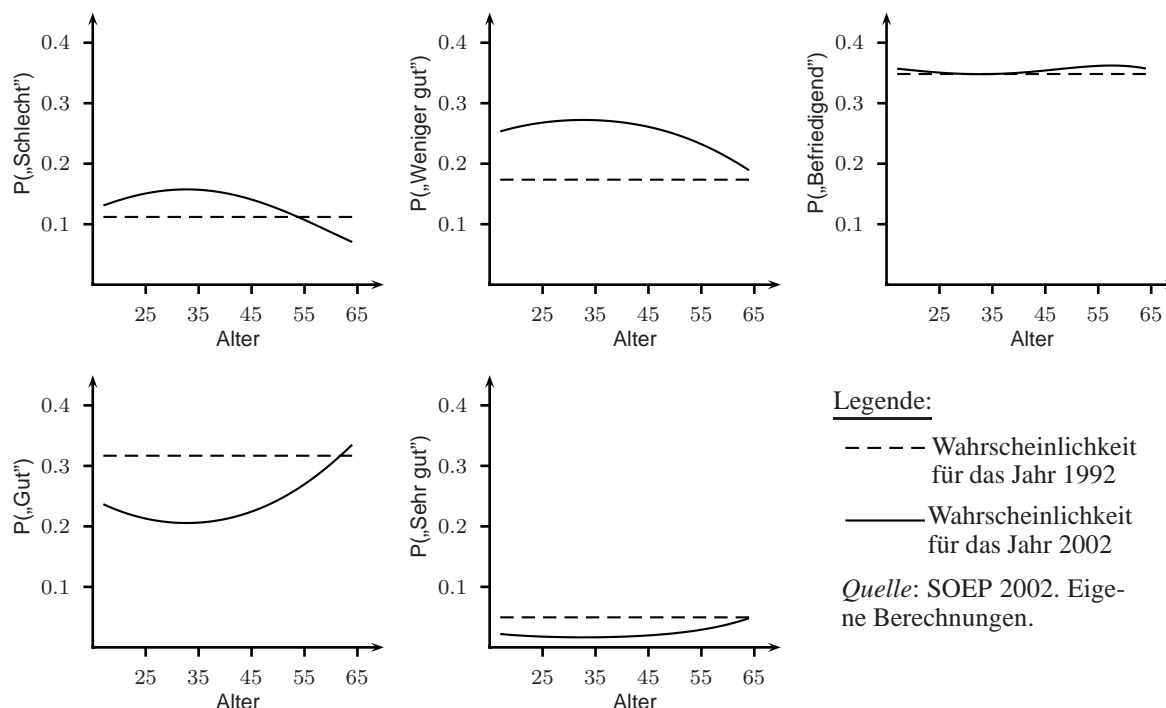 0.4
0.3
0.2
0.1
P(„Schlecht”)
25 35 45 55 65
Alter
0.4
0.3
0.2
0.1
P(„Weniger gut”)
25 35 45 55 65
Alter
0.4
0.3
0.2
0.1
P(„Befriedigend”)
25 35 45 55 65
Alter
0.4
0.3
0.2
0.1
P(„Gut”)
25 35 45 55 65
Alter
0.4
0.3
0.2
0.1
P(„Sehr gut”)
25 35 45 55 65
Alter
Legende:
Wahrscheinlichkeit
für das Jahr 1992
Wahrscheinlichkeit
für das Jahr 2002
Quelle: SOEP 2002. Eige-
ne Berechnungen.